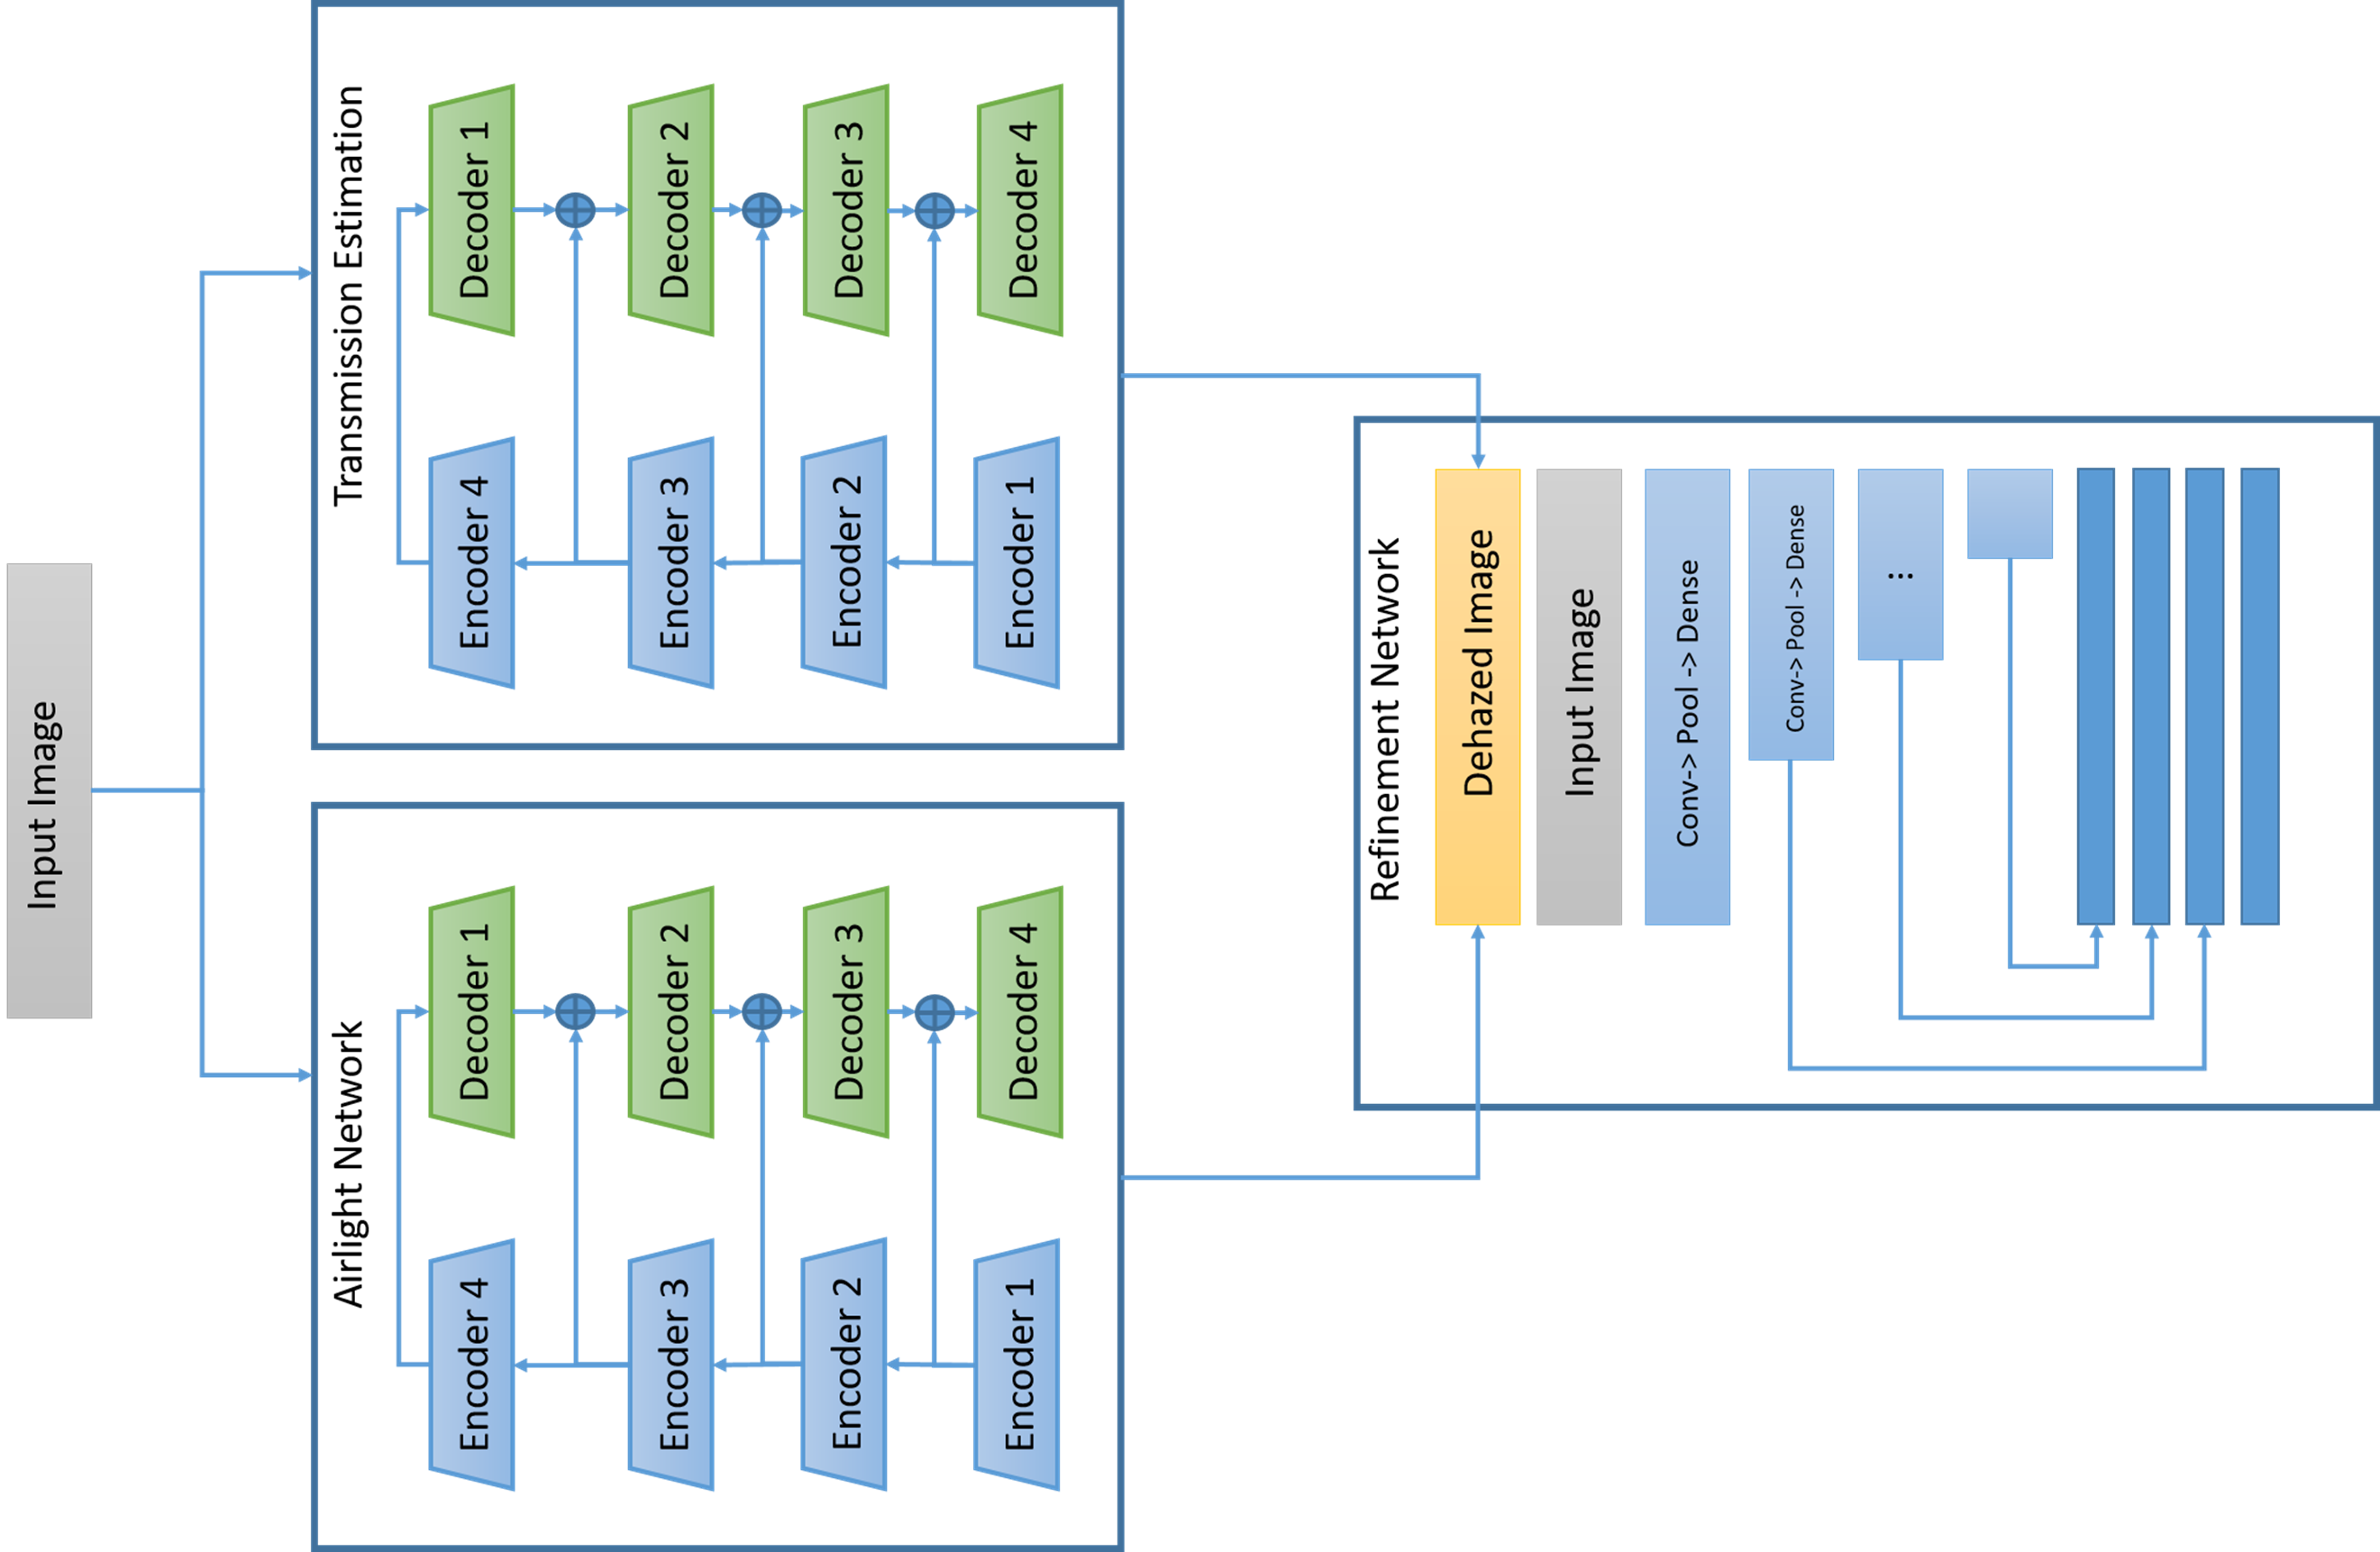 Input Image
Airlight Network
Encoder 4
Decoder 1
Encoder 3
Decoder 2
Encoder 2
Decoder 3
Encoder 1
Decoder 4
Transmission Estimation
Encoder 4
Decoder 1
Encoder 3
Decoder 2
Encoder 2
Decoder 3
Encoder 1
Decoder 4
Refinement Network
Dehazed Image
Input Image
Conv-> Pool -> Dense
Conv-> Pool -> Dense
...